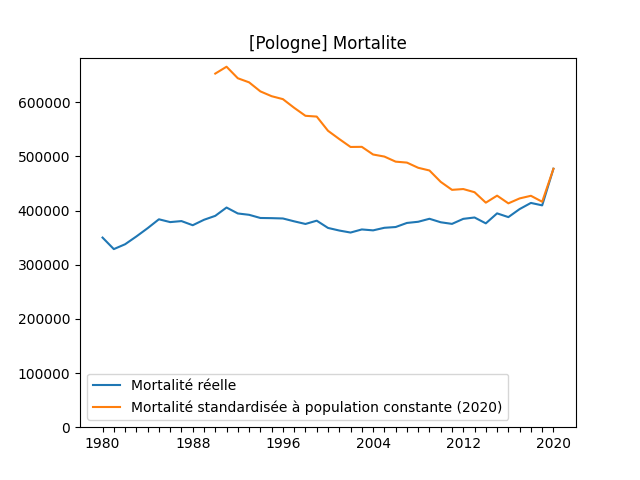 [Pologne] Mortalite
600000
500000
400000
300000
200000
100000
0
Mortalité réelle
Mortalité standardisée à population constante (2020)
1980 1988 1996 2004 2012 2020